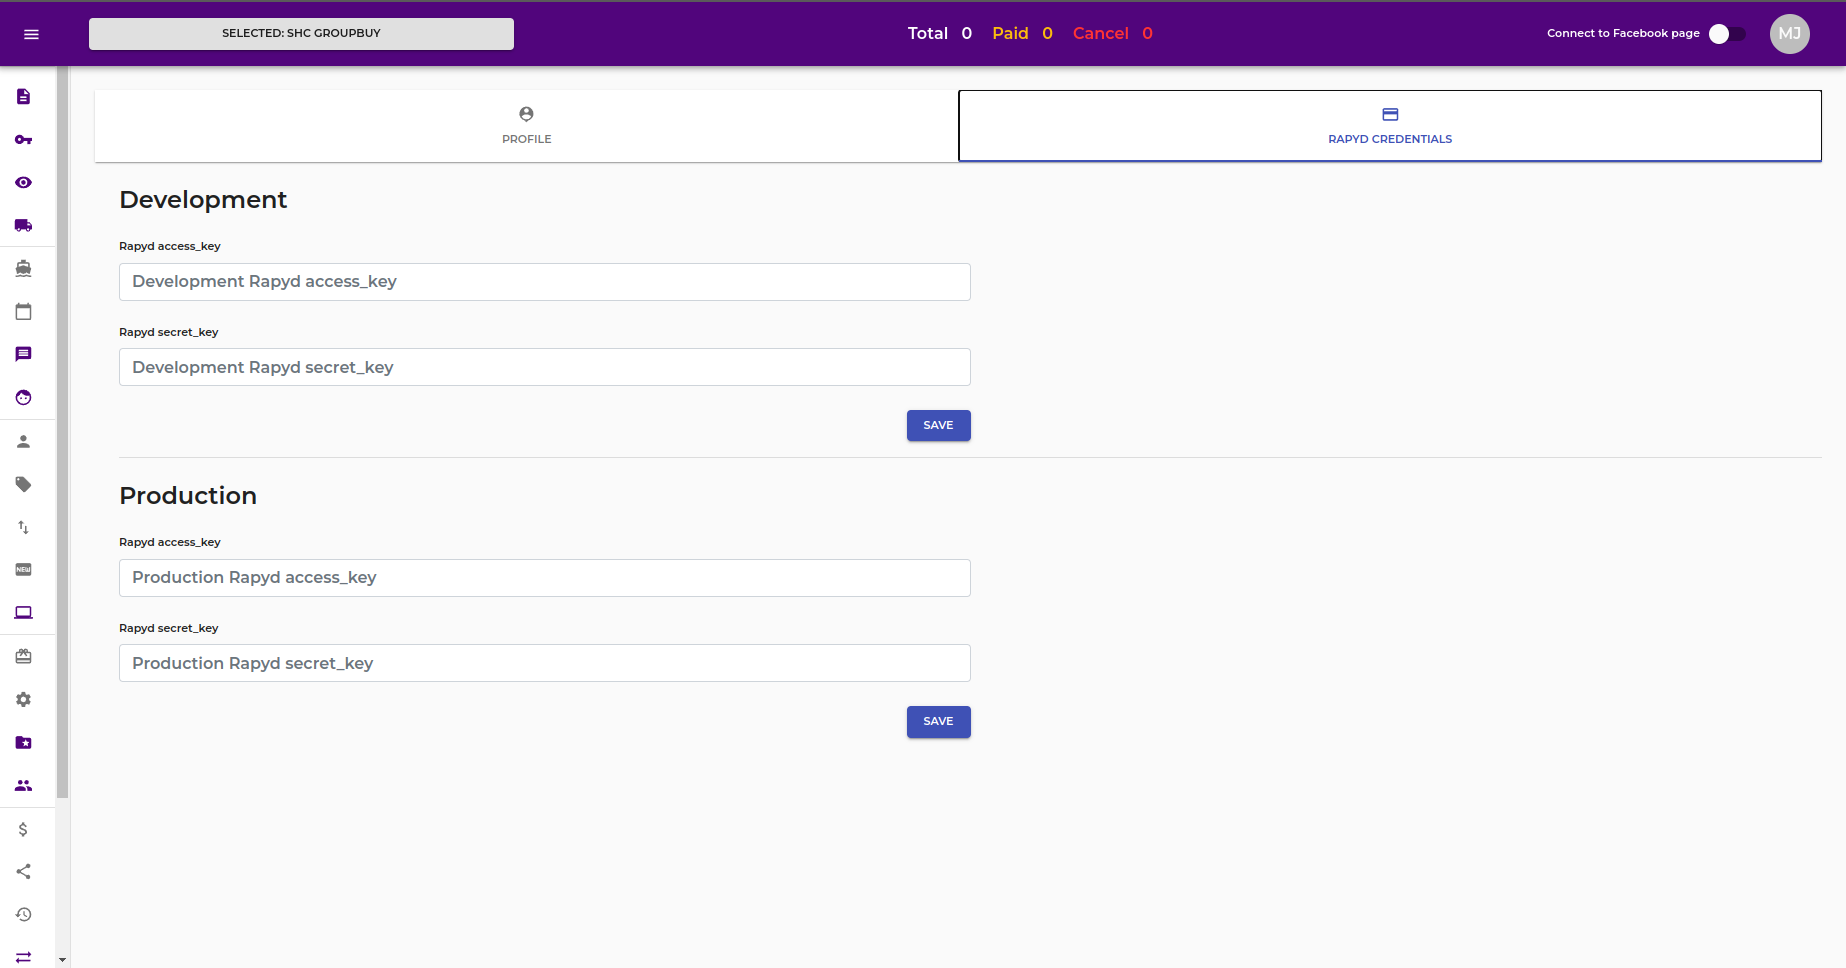 SELECTED: SHC GROUPBUY
Total 0 Paid 0 Cancel 0
Connect to Facebook page
MJ
PROFILE
RAPYD CREDENTIALS
Development
Rapyd access_key
Development Rapyd access_key
Rapyd secret_key
Development Rapyd secret_key
SAVE
Production
Rapyd access_key
Production Rapyd access_key
Rapyd secret_key
Production Rapyd secret_key
SAVE
NEW